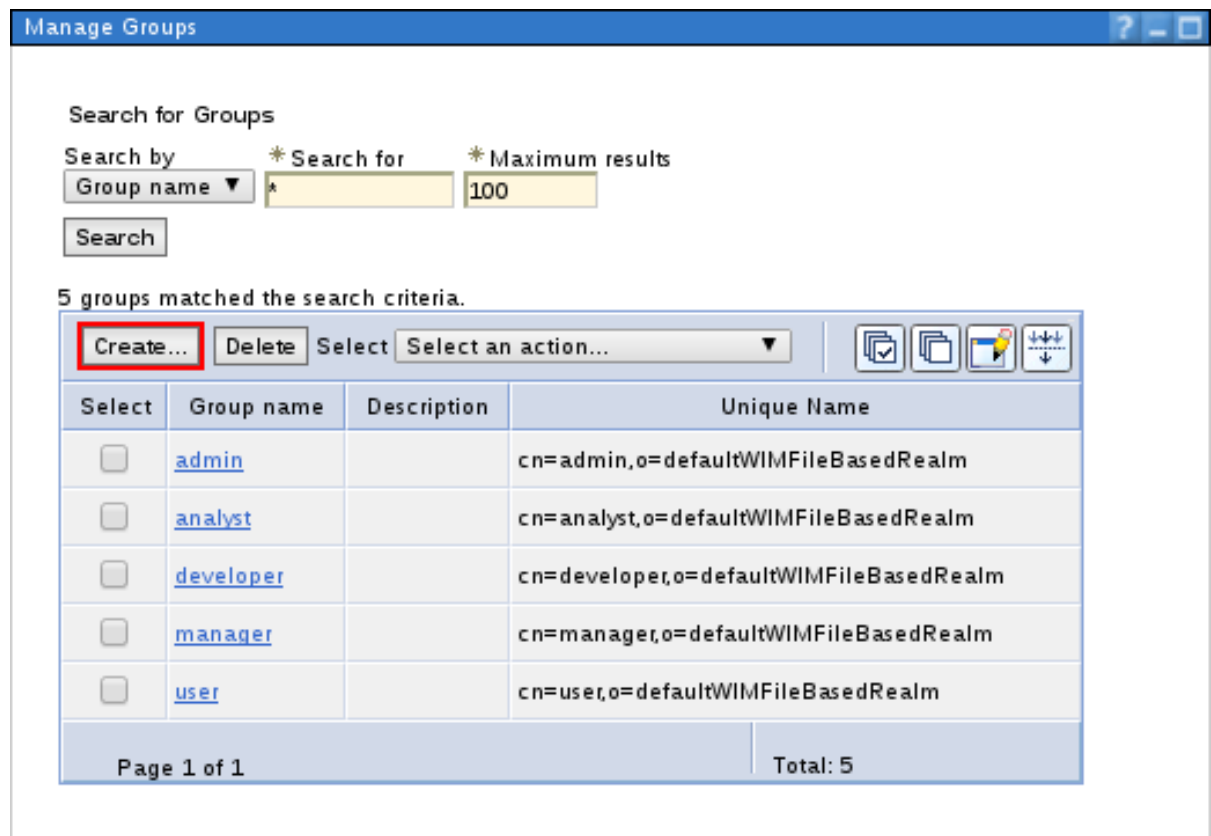 Manage Groups ?
Search for Groups
Search by * Search for * Maximum results
Group name ▼ * 100
Search
5 groups matched the search criteria.
Create... Delete Select Select an action... ▼
Select Group name Description Unique Name
admin cn=admin,o=defaultWIMFileBasedRealm
analyst cn=analyst,o=defaultWIMFileBasedRealm
developer cn=developer,o=defaultWIMFileBasedRealm
manager cn=manager,o=defaultWIMFileBasedRealm
user cn=user,o=defaultWIMFileBasedRealm
Page 1 of 1 Total: 5